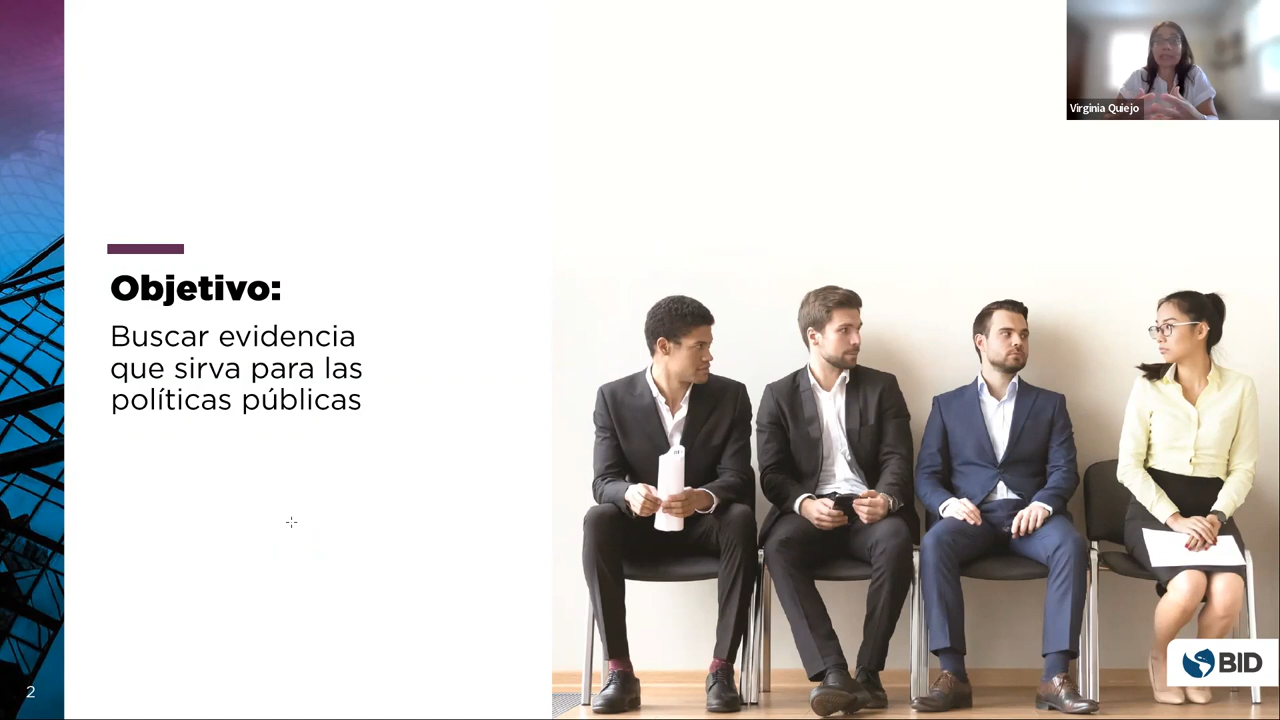 Virginia Quiejo
Objetivo:
Buscar evidencia
que sirva para las
políticas públicas
2
BID